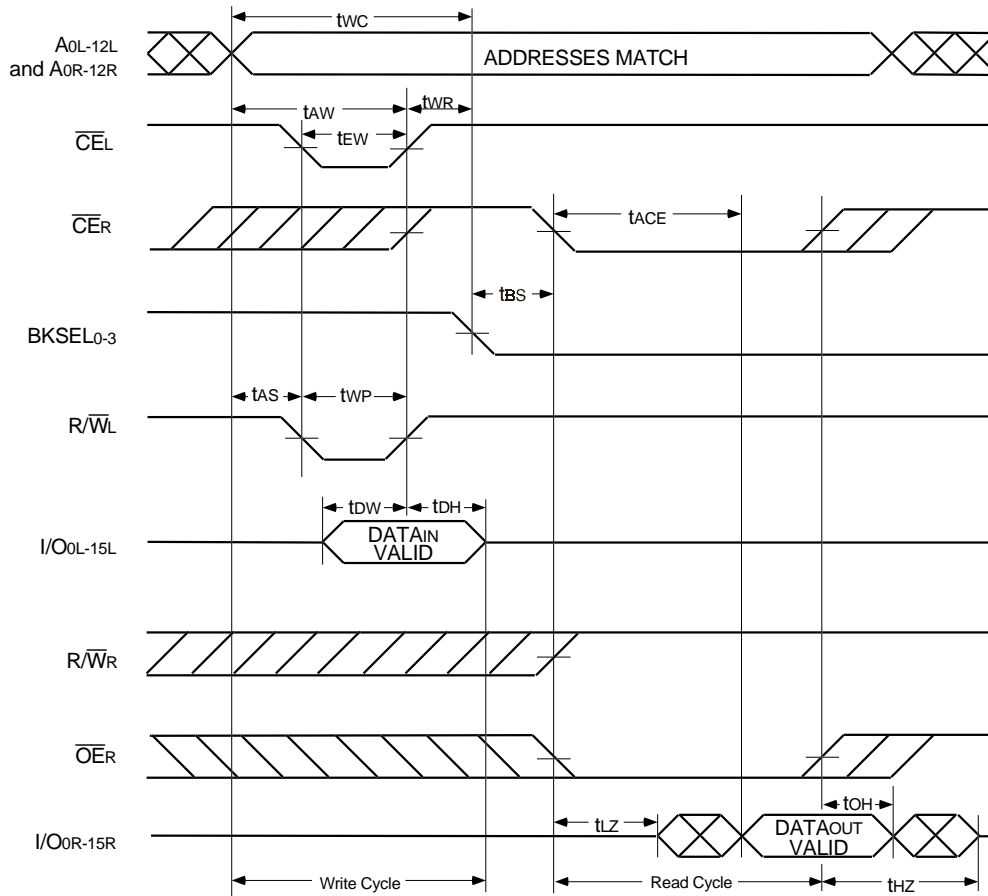 tWC
A0L-12L
and A0R-12R
ADDRESSES MATCH
tAW
tWR
CEL
tEW
CER
tACE
tBS
BKSEL0-3
tAS
tWP
R/WL
tDW
tDH
I/O0L-15L
DATAIN
VALID
R/WR
OER
tOH
I/O0R-15R
tLZ
DATAOUT
VALID
Write Cycle
Read Cycle
tHZ